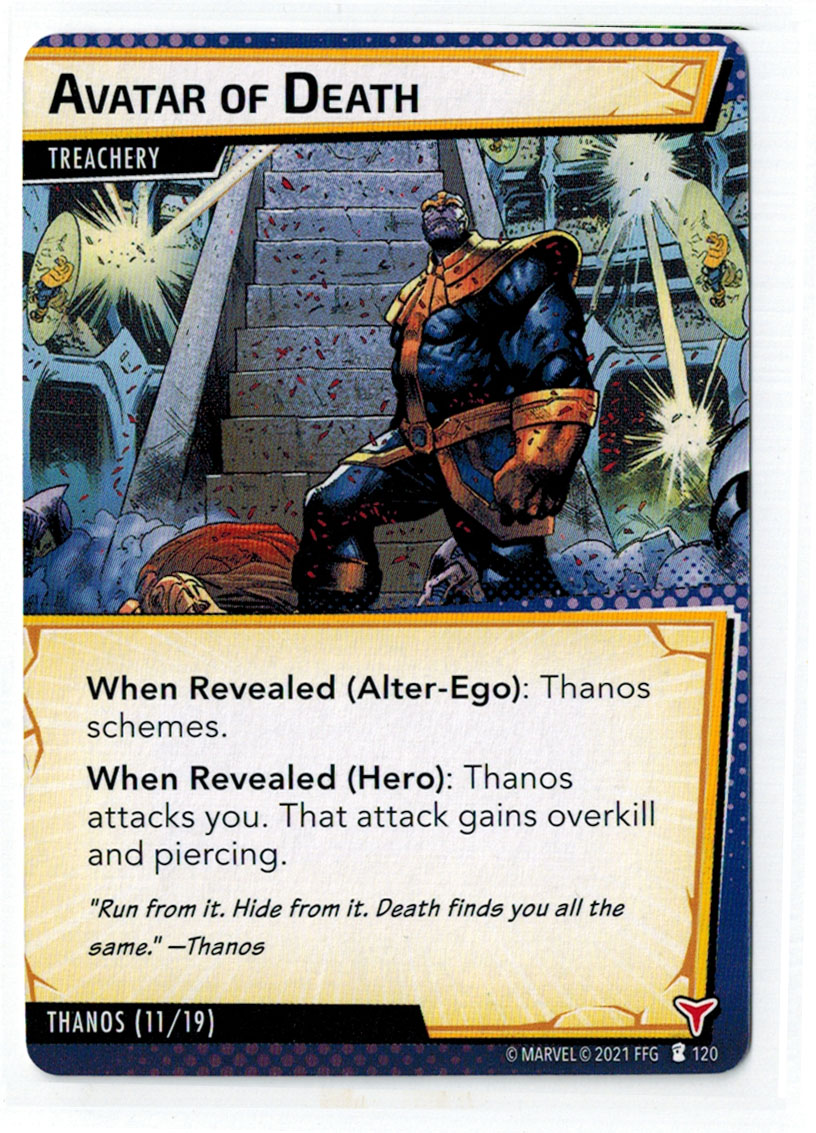 Avatar of Death
TREACHERY
When Revealed (Alter-Ego): Thanos
schemes.
When Revealed (Hero): Thanos
attacks you. That attack gains overkill
and piercing.
"Run from it. Hide from it. Death finds you all the
same." —Thanos
THANOS (11/19)
© MARVEL © 2021 FFG 120